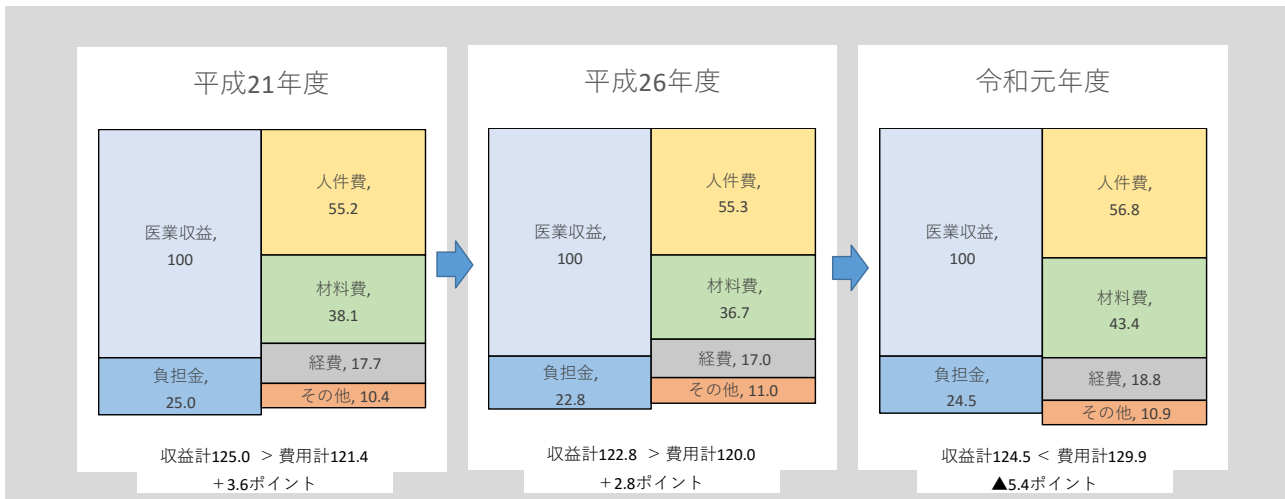 平成21年度
医業収益,
100
負担金,
25.0
人件費,
55.2
材料費,
38.1
経費, 17.7
その他, 10.4
収益計125.0 > 費用計121.4
+3.6ポイント
平成26年度
医業収益,
100
負担金,
22.8
人件費,
55.3
材料費,
36.7
経費, 17.0
その他, 11.0
収益計122.8 > 費用計120.0
+2.8ポイント
令和元年度
医業収益,
100
負担金,
24.5
人件費,
56.8
材料費,
43.4
経費, 18.8
その他, 10.9
収益計124.5 < 費用計129.9
▲5.4ポイント